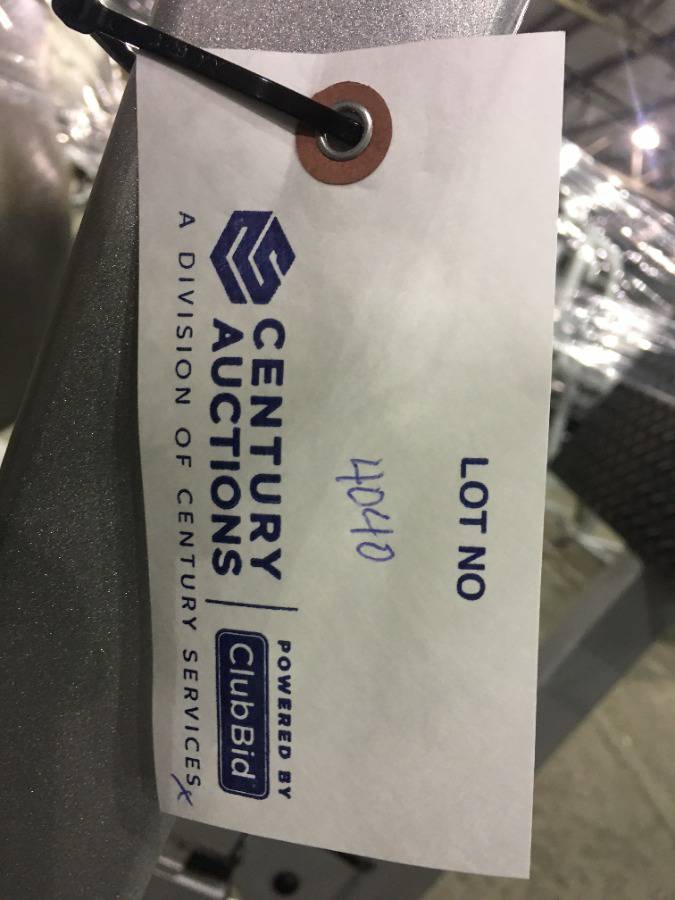 LOT NO
4040
CENTURY
AUCTIONS
POWERED BY
ClubBid
A DIVISION OF CENTURY SERVICES
x